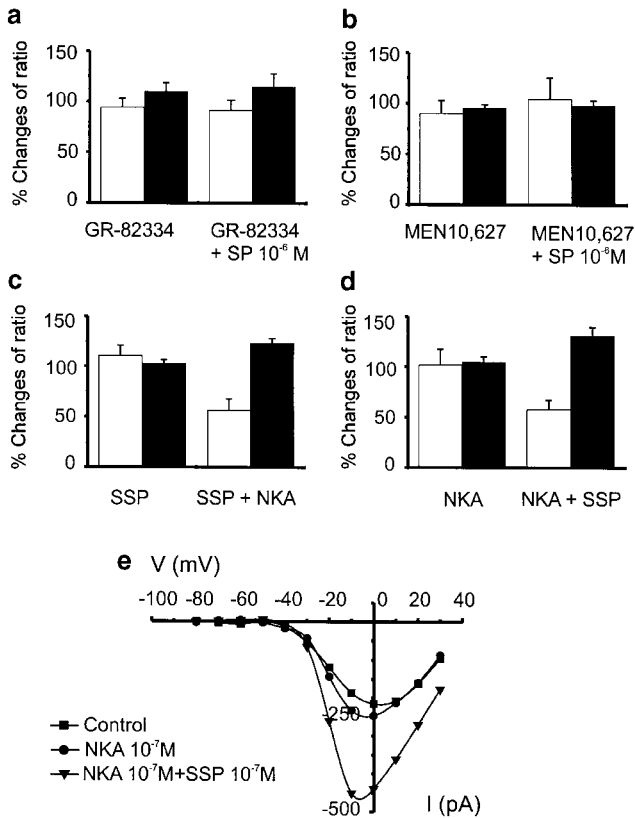 a
% Changes of ratio
150
100
50
0
GR-82334
GR-82334
+ SP 10⁻⁶ M
b
% Changes of ratio
150
100
50
0
MEN10,627
MEN10,627
+ SP 10⁻⁶M
c
% Changes of ratio
150
100
50
0
SSP
SSP + NKA
d
% Changes of ratio
150
100
50
0
NKA
NKA + SSP
e
V (mV)
-100 -80 -60 -40 -20 0 20 40
-250
-500
I (pA)
Control
NKA 10⁻⁷M
NKA 10⁻⁷M+SSP 10⁻⁷M